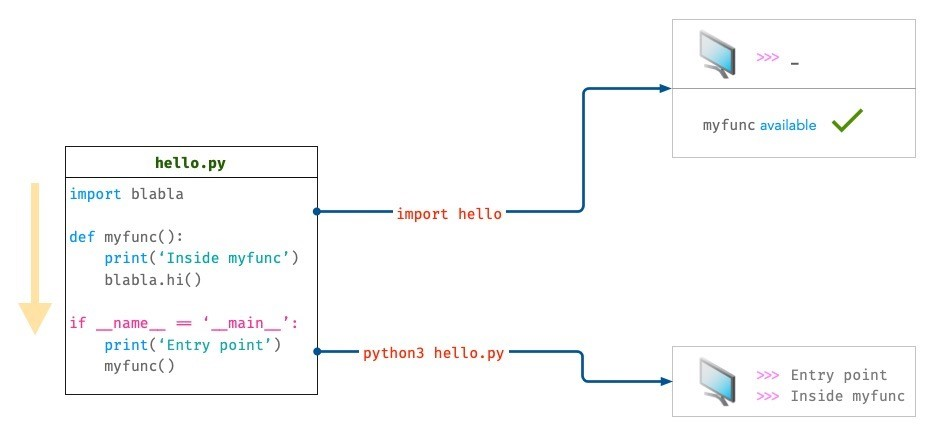 hello.py
import blabla
def myfunc():
print(‘Inside myfunc’)
blabla.hi()
if __name__ == ‘__main__’:
print(‘Entry point’)
myfunc()
import hello
python3 hello.py
>>> _
myfunc available
>>> Entry point
>>> Inside myfunc